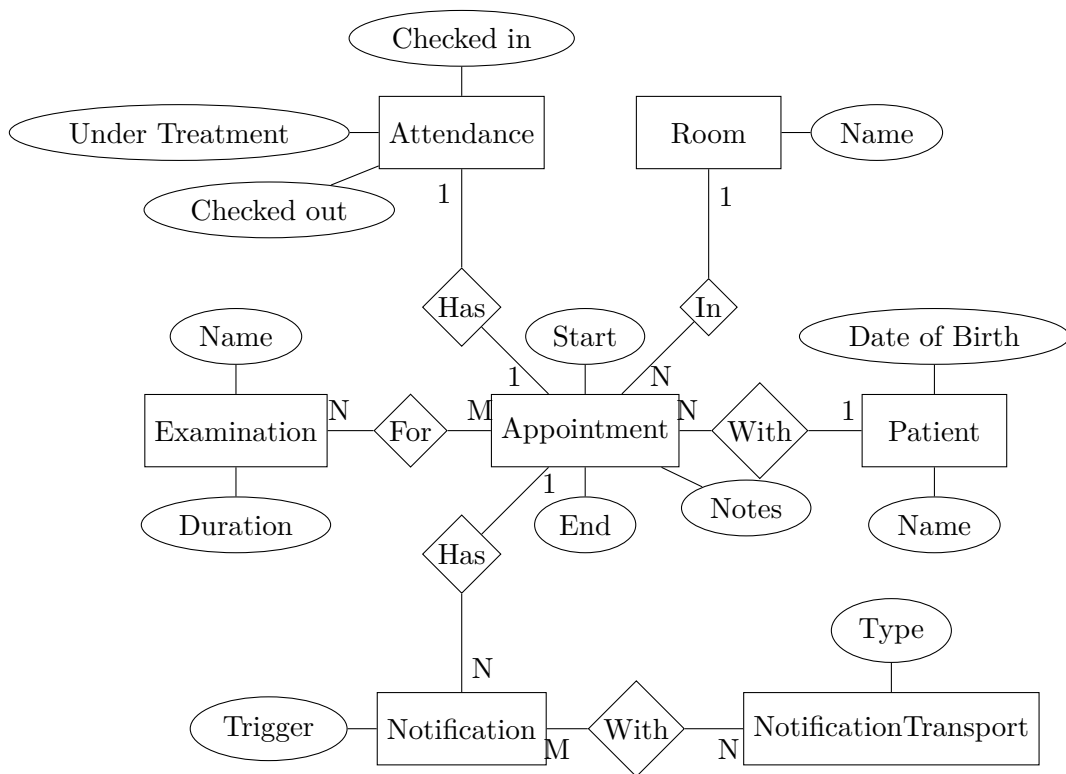 Checked in
Under Treatment
Attendance
Room
Name
Checked out
1
1
Has
In
Name
Start
Date of Birth
1
N
N
M
N
1
Examination
For
Appointment
With
Patient
1
Duration
End
Notes
Name
Has
Type
N
Trigger
Notification
With
NotificationTransport
M
N